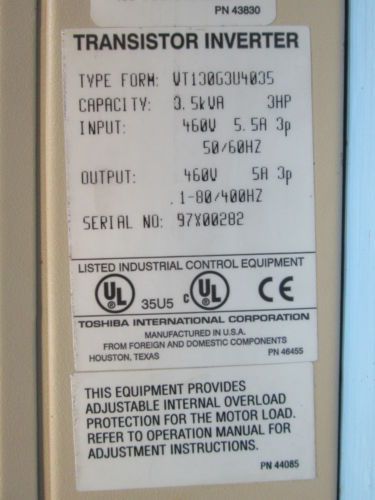 PN 43830
TRANSISTOR INVERTER
TYPE FORM: VT130G3U4035
CAPACITY: 3.5kVA 3HP
INPUT: 460V 5.5A 3p
50/60HZ
OUTPUT: 460V 5A 3p
.1-80/400HZ
SERIAL NO: 97X00282
LISTED INDUSTRIAL CONTROL EQUIPMENT
UL 35U5 c UL CE
TOSHIBA INTERNATIONAL CORPORATION
MANUFACTURED IN U.S.A.
FROM FOREIGN AND DOMESTIC COMPONENTS
HOUSTON, TEXAS PN 46455
THIS EQUIPMENT PROVIDES
ADJUSTABLE INTERNAL OVERLOAD
PROTECTION FOR THE MOTOR LOAD.
REFER TO OPERATION MANUAL FOR
ADJUSTMENT INSTRUCTIONS.
PN 44085